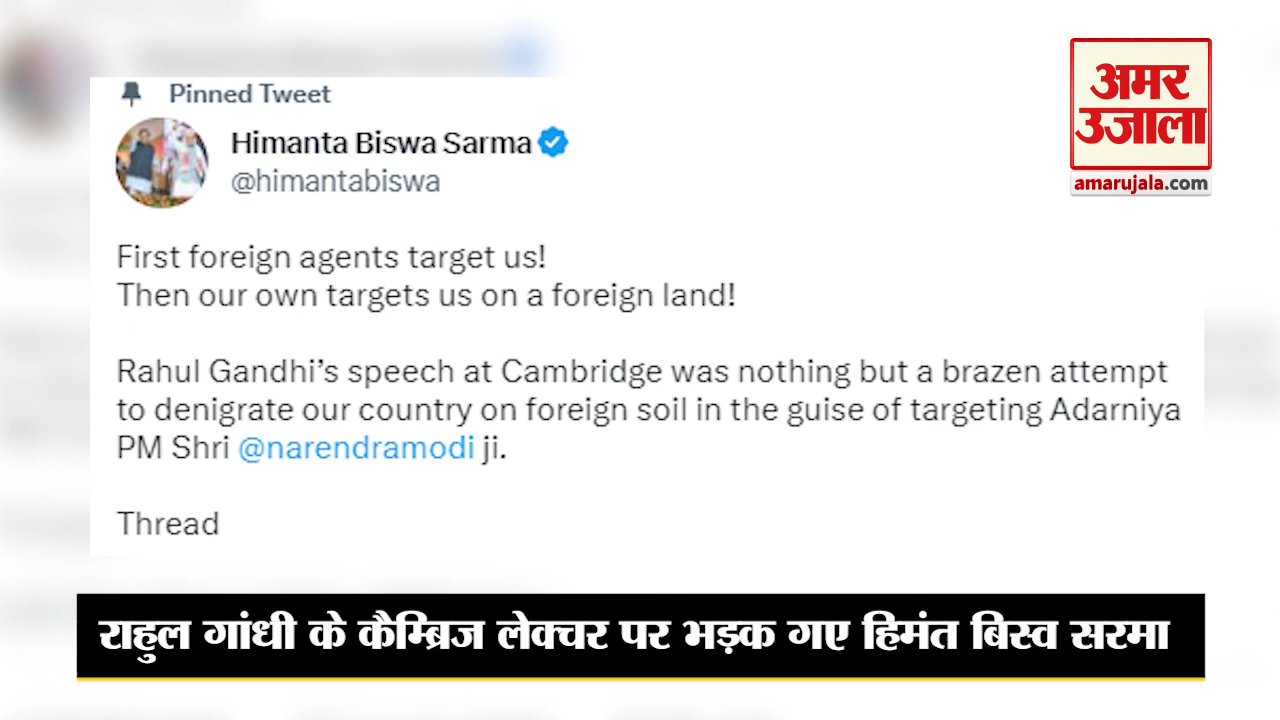 अमर
उजाला
amarujala.com
Pinned Tweet
Himanta Biswa Sarma
@himantabiswa
First foreign agents target us!
Then our own targets us on a foreign land!
Rahul Gandhi’s speech at Cambridge was nothing but a brazen attempt
to denigrate our country on foreign soil in the guise of targeting Adarniya
PM Shri @narendramodi ji.
Thread
राहुल गांधी के कैम्ब्रिज लेक्चर पर भड़क गए हिमंत बिस्व सरमा